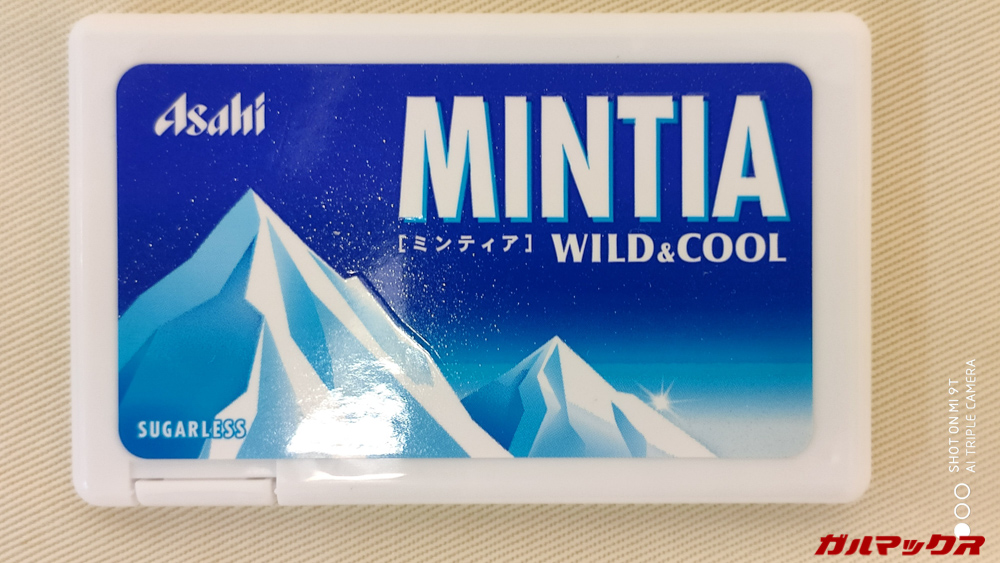 Asahi
MINTIA
[ミンティア] WILD&COOL
SUGARLESS
SHOT ON MI 9T
AI TRIPLE CAMERA
ガルマックス